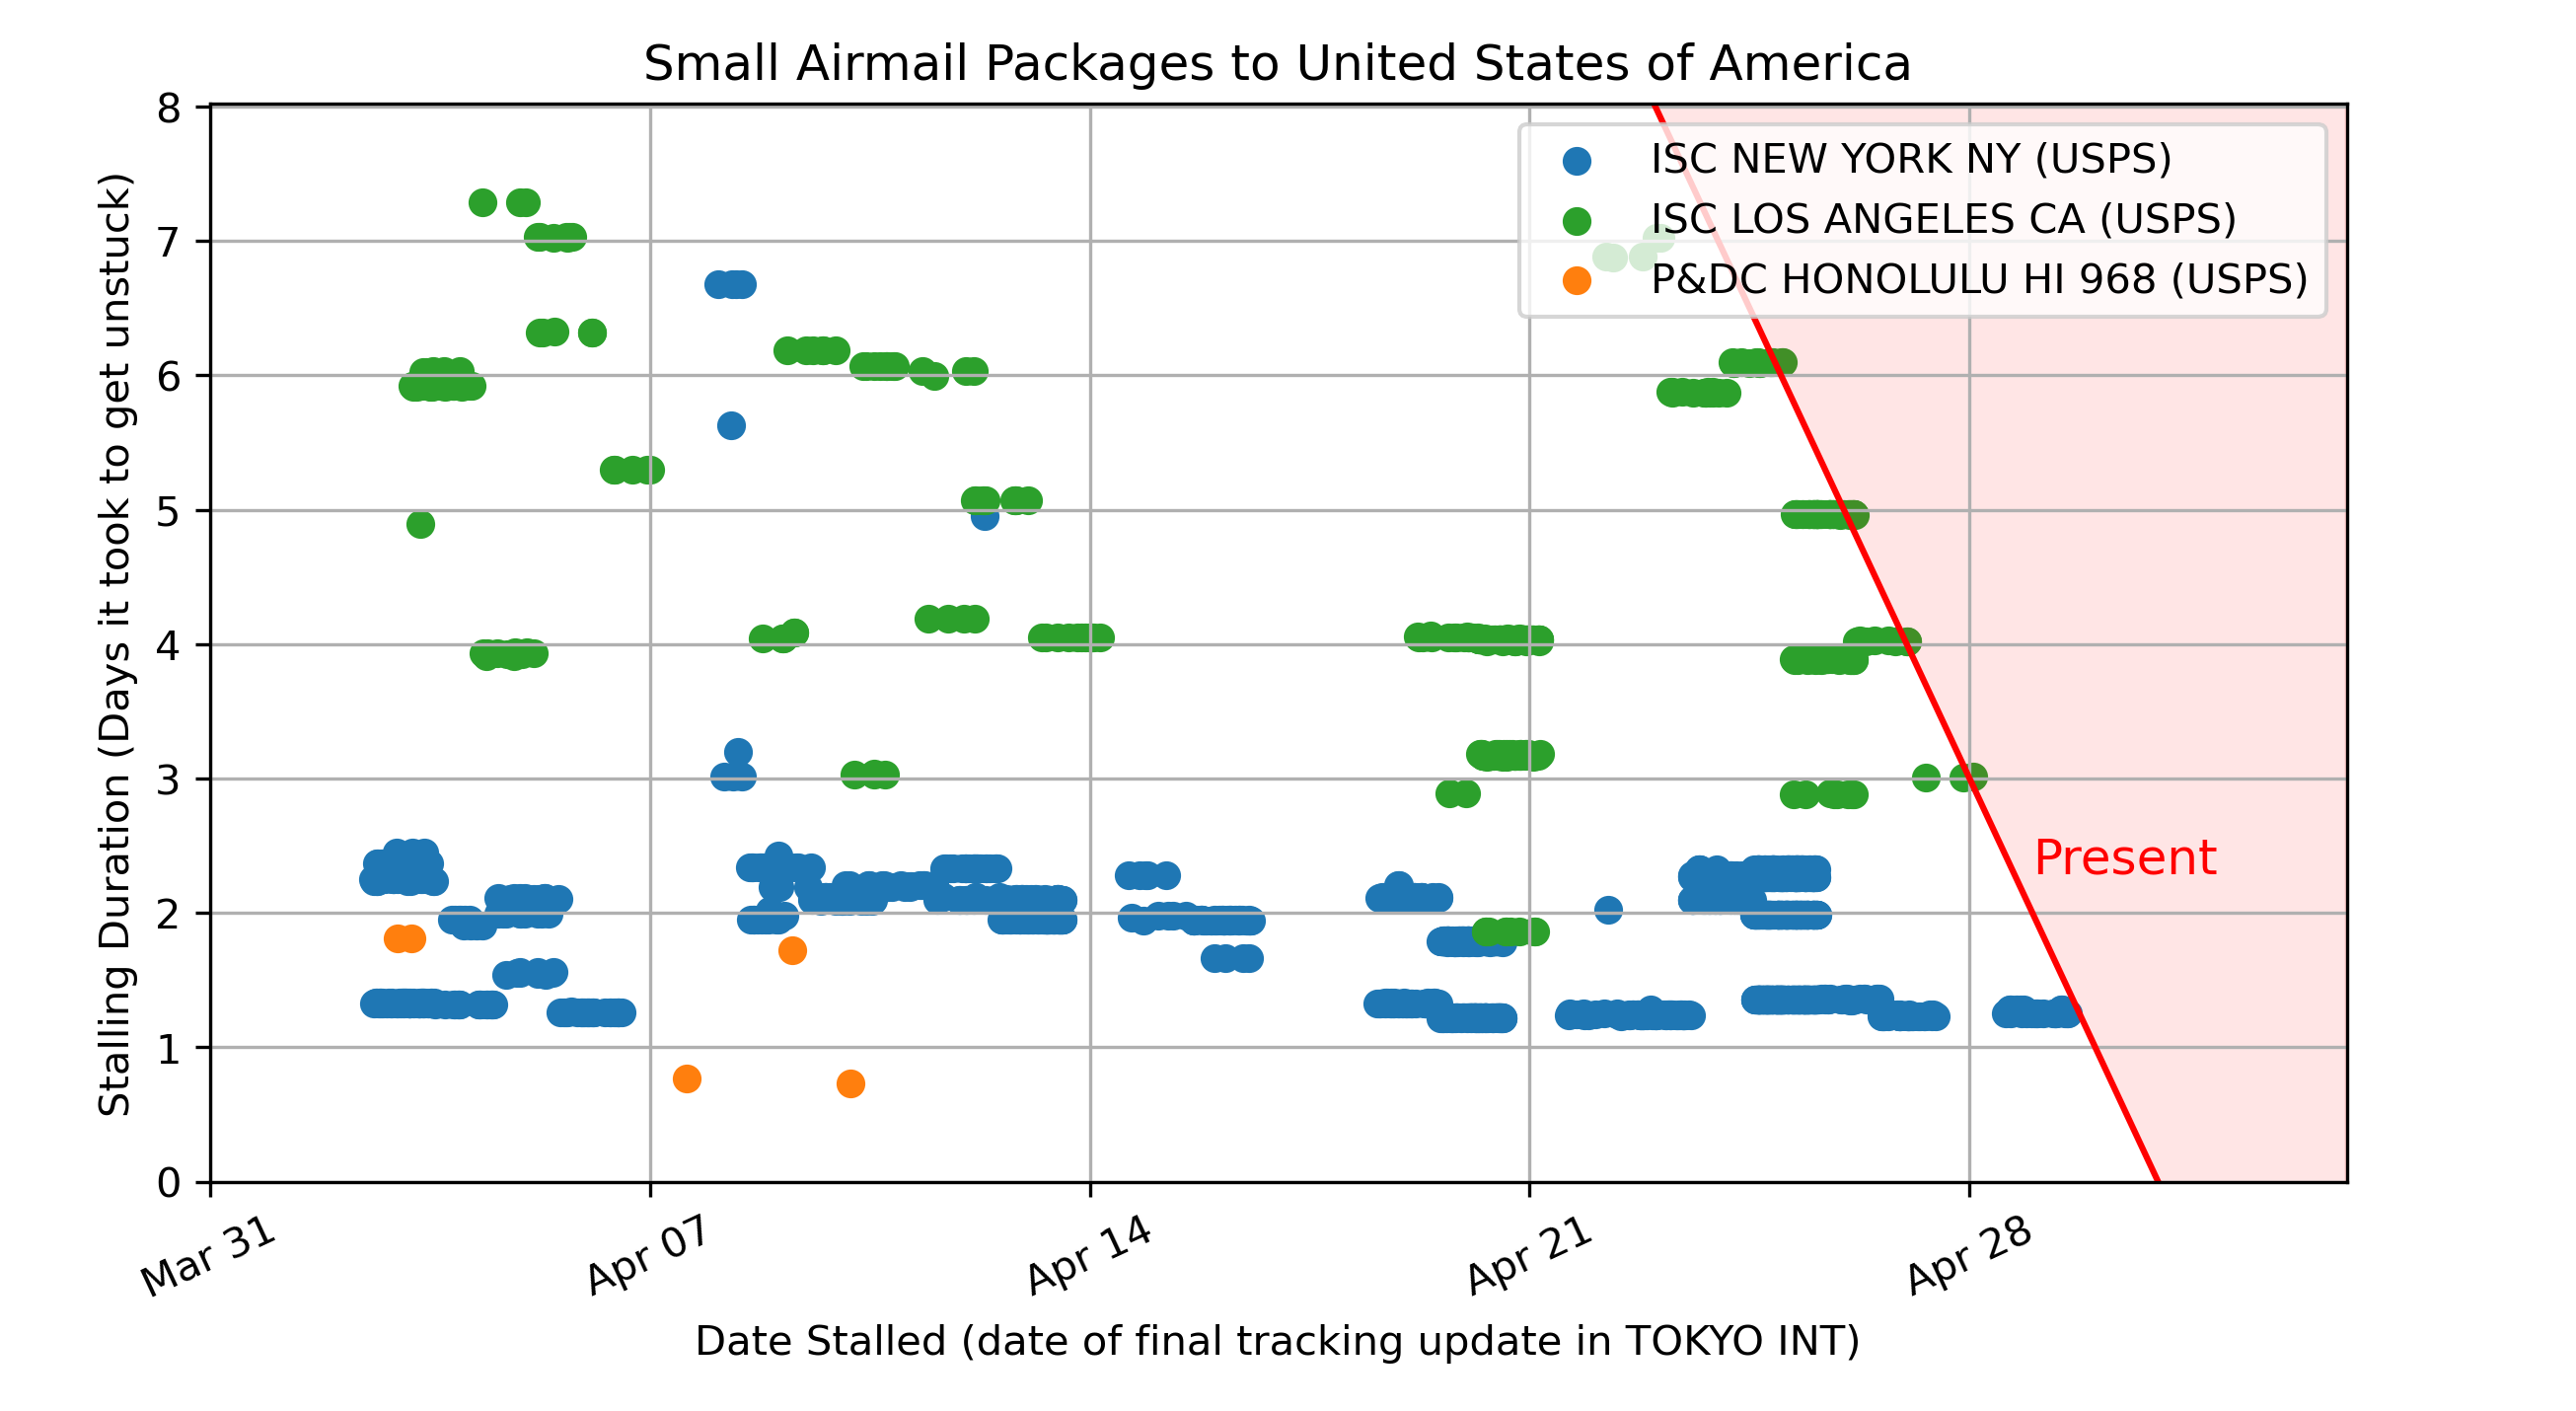 Small Airmail Packages to United States of America
Stalling Duration (Days it took to get unstuck)
8
7
6
5
4
3
2
1
0
ISC NEW YORK NY (USPS)
ISC LOS ANGELES CA (USPS)
P&DC HONOLULU HI 968 (USPS)
Present
Mar 31
Apr 07
Apr 14
Apr 21
Apr 28
Date Stalled (date of final tracking update in TOKYO INT)